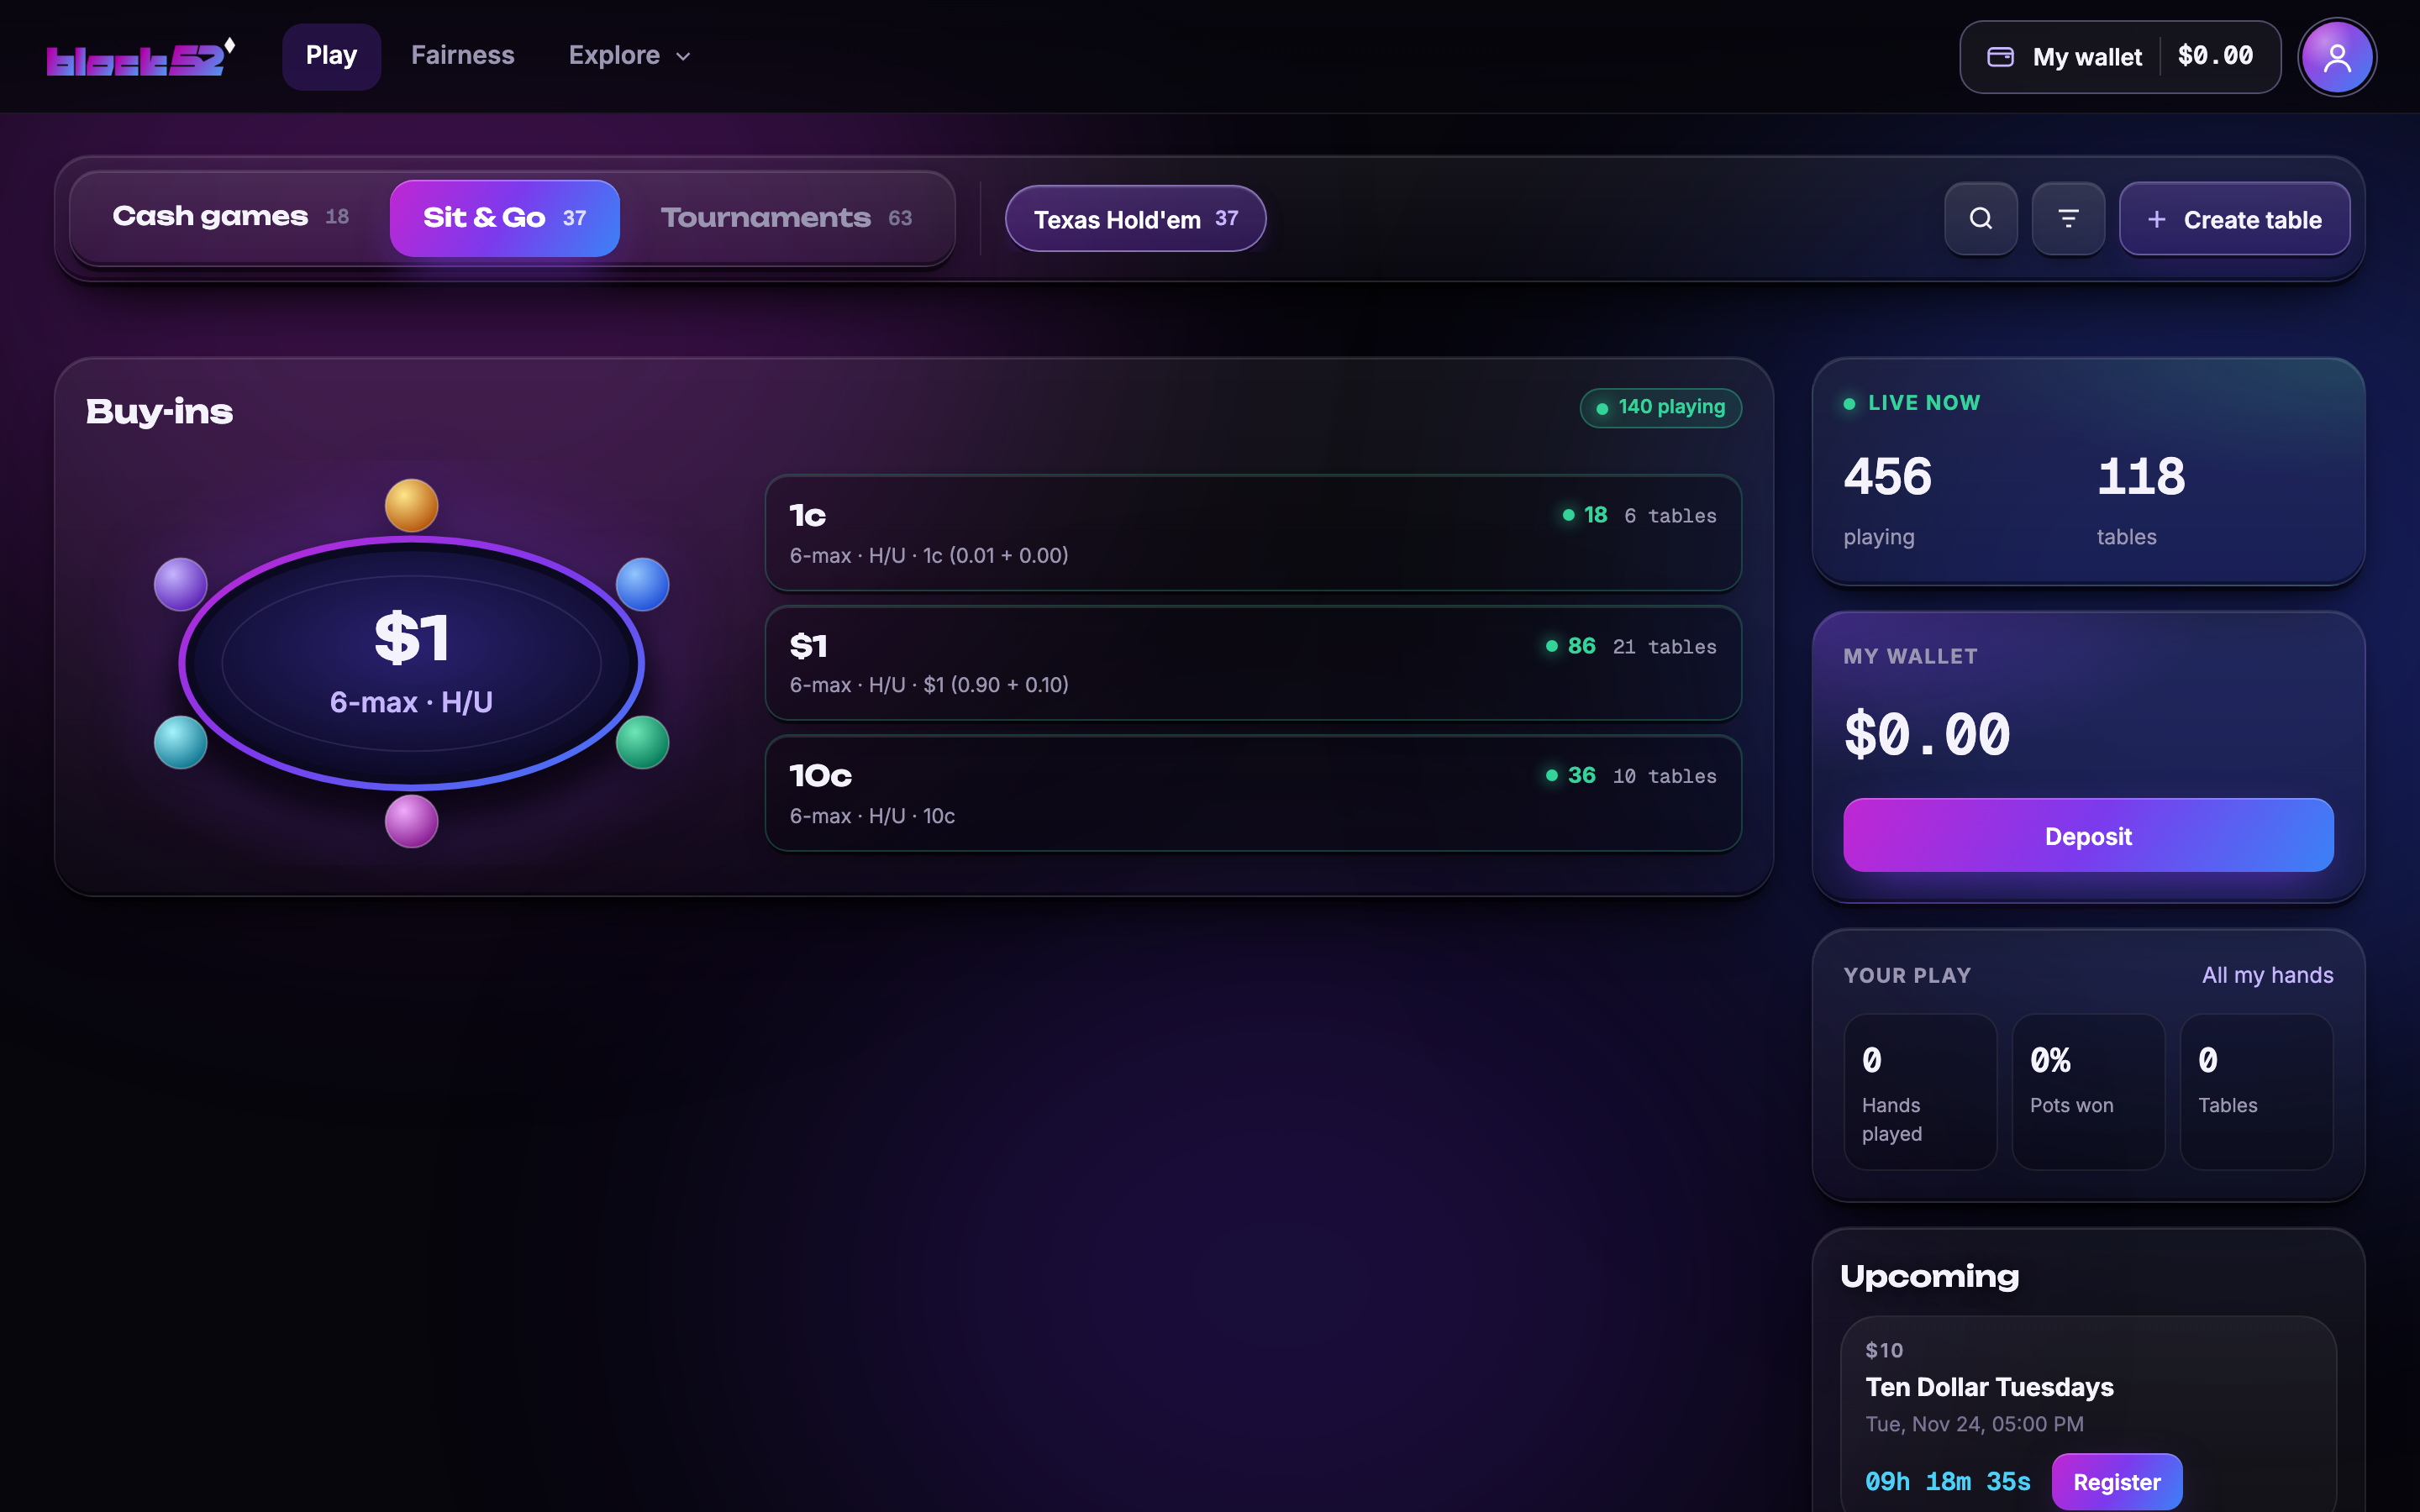 block52
Play
Fairness
Explore
My wallet
$0.00
Cash games 18
Sit & Go 37
Tournaments 63
Texas Hold'em 37
+ Create table
Buy-ins
140 playing
$1
6-max · H/U
1c
18 6 tables
6-max · H/U · 1c (0.01 + 0.00)
$1
86 21 tables
6-max · H/U · $1 (0.90 + 0.10)
10c
36 10 tables
6-max · H/U · 10c
LIVE NOW
456
playing
118
tables
MY WALLET
$0.00
Deposit
YOUR PLAY
All my hands
0
Hands
played
0%
Pots won
0
Tables
Upcoming
$10
Ten Dollar Tuesdays
Tue, Nov 24, 05:00 PM
09h 18m 35s
Register